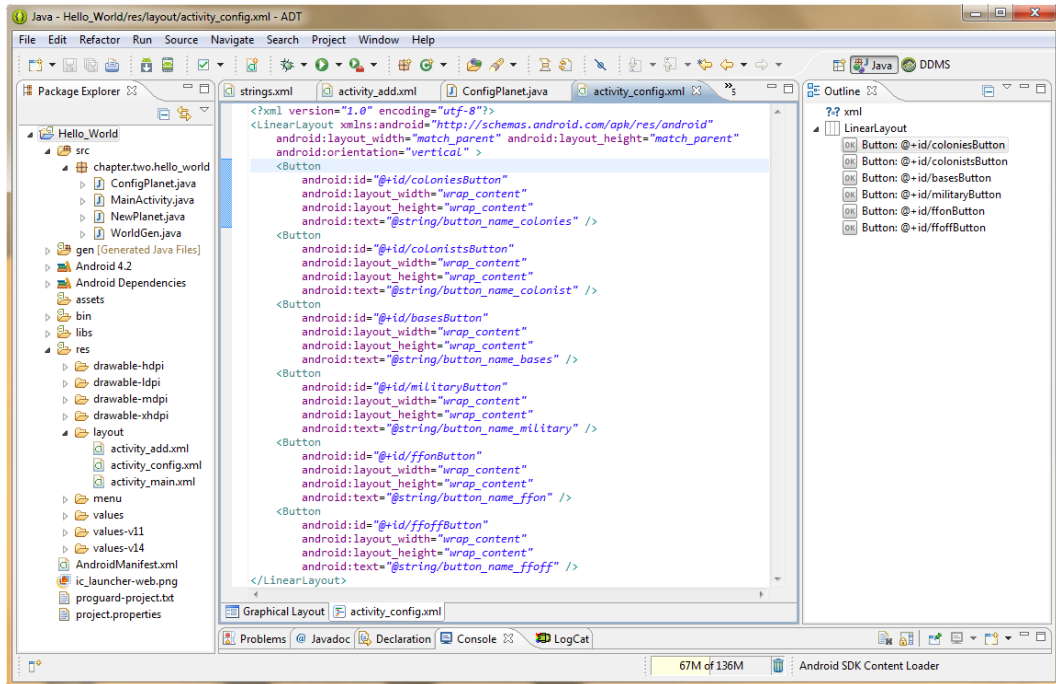 Java - Hello_World/res/layout/activity_config.xml - ADT
File Edit Refactor Run Source Navigate Search Project Window Help
Java DDMS
Package Explorer
Hello_World
src
chapter.two.hello_world
ConfigPlanet.java
MainActivity.java
NewPlanet.java
WorldGen.java
gen [Generated Java Files]
Android 4.2
Android Dependencies
assets
bin
libs
res
drawable-hdpi
drawable-ldpi
drawable-mdpi
drawable-xhdpi
layout
activity_add.xml
activity_config.xml
activity_main.xml
menu
values
values-v11
values-v14
AndroidManifest.xml
ic_launcher-web.png
proguard-project.txt
project.properties
strings.xml activity_add.xml ConfigPlanet.java activity_config.xml »5
<?xml version="1.0" encoding="utf-8"?>
<LinearLayout xmlns:android="http://schemas.android.com/apk/res/android"
android:layout_width="match_parent" android:layout_height="match_parent"
android:orientation="vertical" >
<Button
android:id="@+id/coloniesButton"
android:layout_width="wrap_content"
android:layout_height="wrap_content"
android:text="@string/button_name_colonies" />
<Button
android:id="@+id/colonistsButton"
android:layout_width="wrap_content"
android:layout_height="wrap_content"
android:text="@string/button_name_colonist" />
<Button
android:id="@+id/basesButton"
android:layout_width="wrap_content"
android:layout_height="wrap_content"
android:text="@string/button_name_bases" />
<Button
android:id="@+id/militaryButton"
android:layout_width="wrap_content"
android:layout_height="wrap_content"
android:text="@string/button_name_military" />
<Button
android:id="@+id/ffonButton"
android:layout_width="wrap_content"
android:layout_height="wrap_content"
android:text="@string/button_name_ffon" />
<Button
android:id="@+id/ffoffButton"
android:layout_width="wrap_content"
android:layout_height="wrap_content"
android:text="@string/button_name_ffoff" />
</LinearLayout>
Graphical Layout activity_config.xml
Outline
?-? xml
LinearLayout
OK Button: @+id/coloniesButton
OK Button: @+id/colonistsButton
OK Button: @+id/basesButton
OK Button: @+id/militaryButton
OK Button: @+id/ffonButton
OK Button: @+id/ffoffButton
Problems @ Javadoc Declaration Console LogCat
67M of 136M Android SDK Content Loader